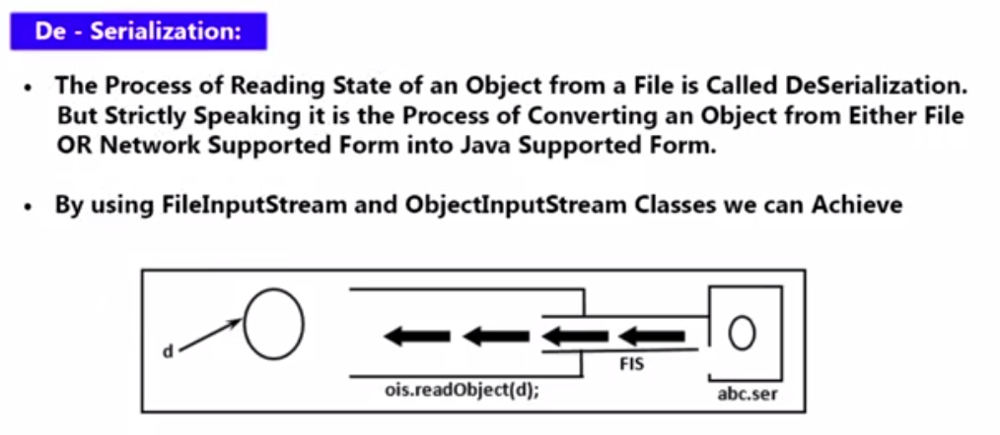 De - Serialization:
• The Process of Reading State of an Object from a File is Called DeSerialization.
But Strictly Speaking it is the Process of Converting an Object from Either File
OR Network Supported Form into Java Supported Form.
• By using FileInputStream and ObjectInputStream Classes we can Achieve
d
FIS
ois.readObject(d);
abc.ser